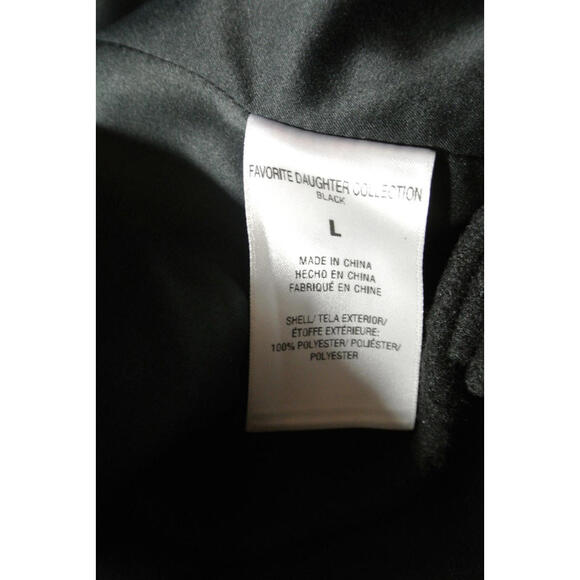 FAVORITE DAUGHTER COLLECTION
BLACK
L
MADE IN CHINA
HECHO EN CHINA
FABRIQUÉ EN CHINE
SHELL/ TELA EXTERIOR/
ÉTOFFE EXTÉRIEURE:
100% POLYESTER/ POLIÉSTER/
POLYESTER